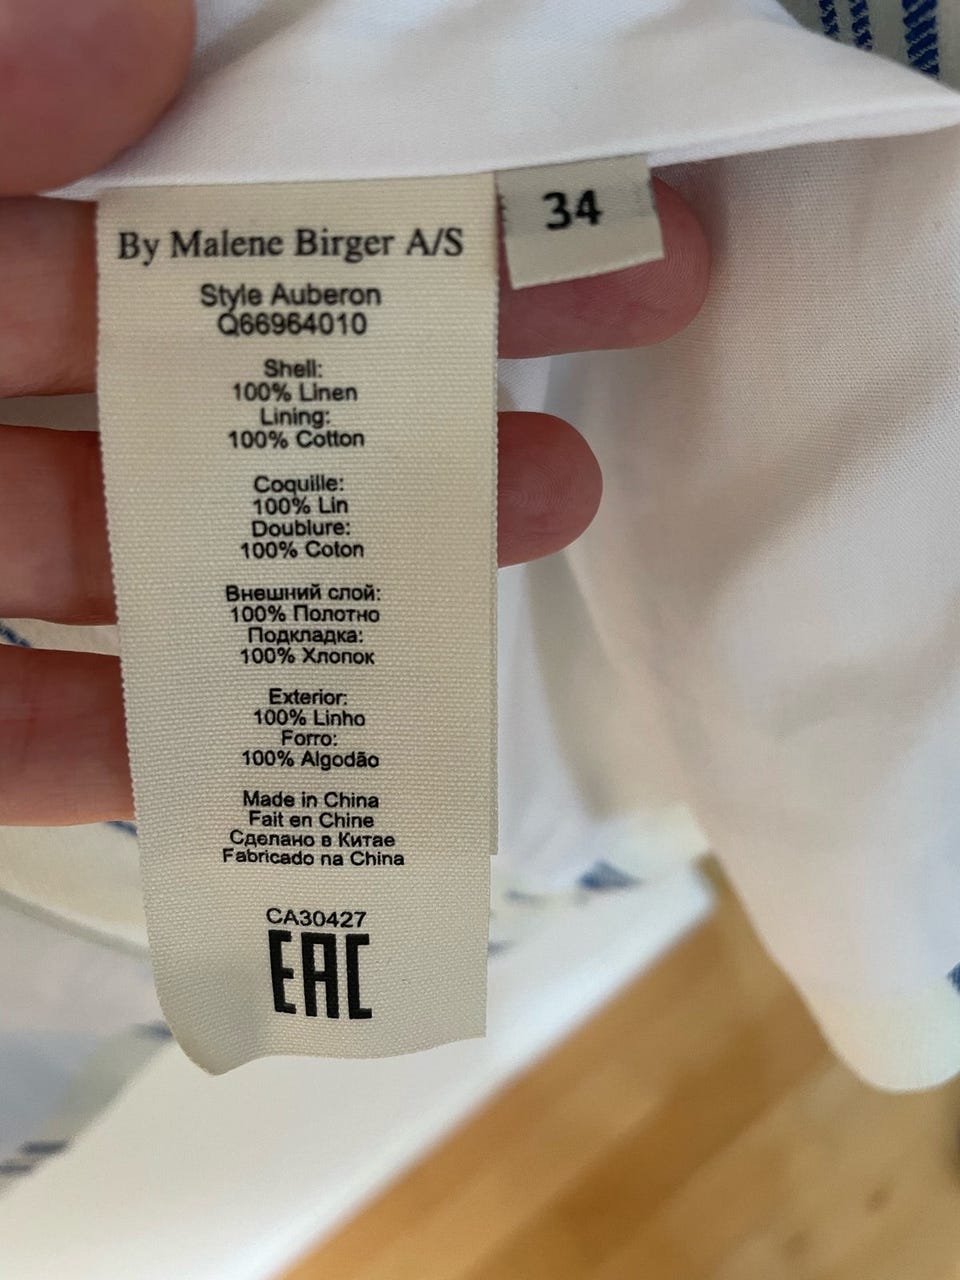 34
By Malene Birger A/S
Style Auberon
Q66964010
Shell:
100% Linen
Lining:
100% Cotton
Coquille:
100% Lin
Doublure:
100% Coton
Внешний слой:
100% Полотно
Подкладка:
100% Хлопок
Exterior:
100% Linho
Forro:
100% Algodão
Made in China
Fait en Chine
Сделано в Китае
Fabricado na China
CA30427
EAC